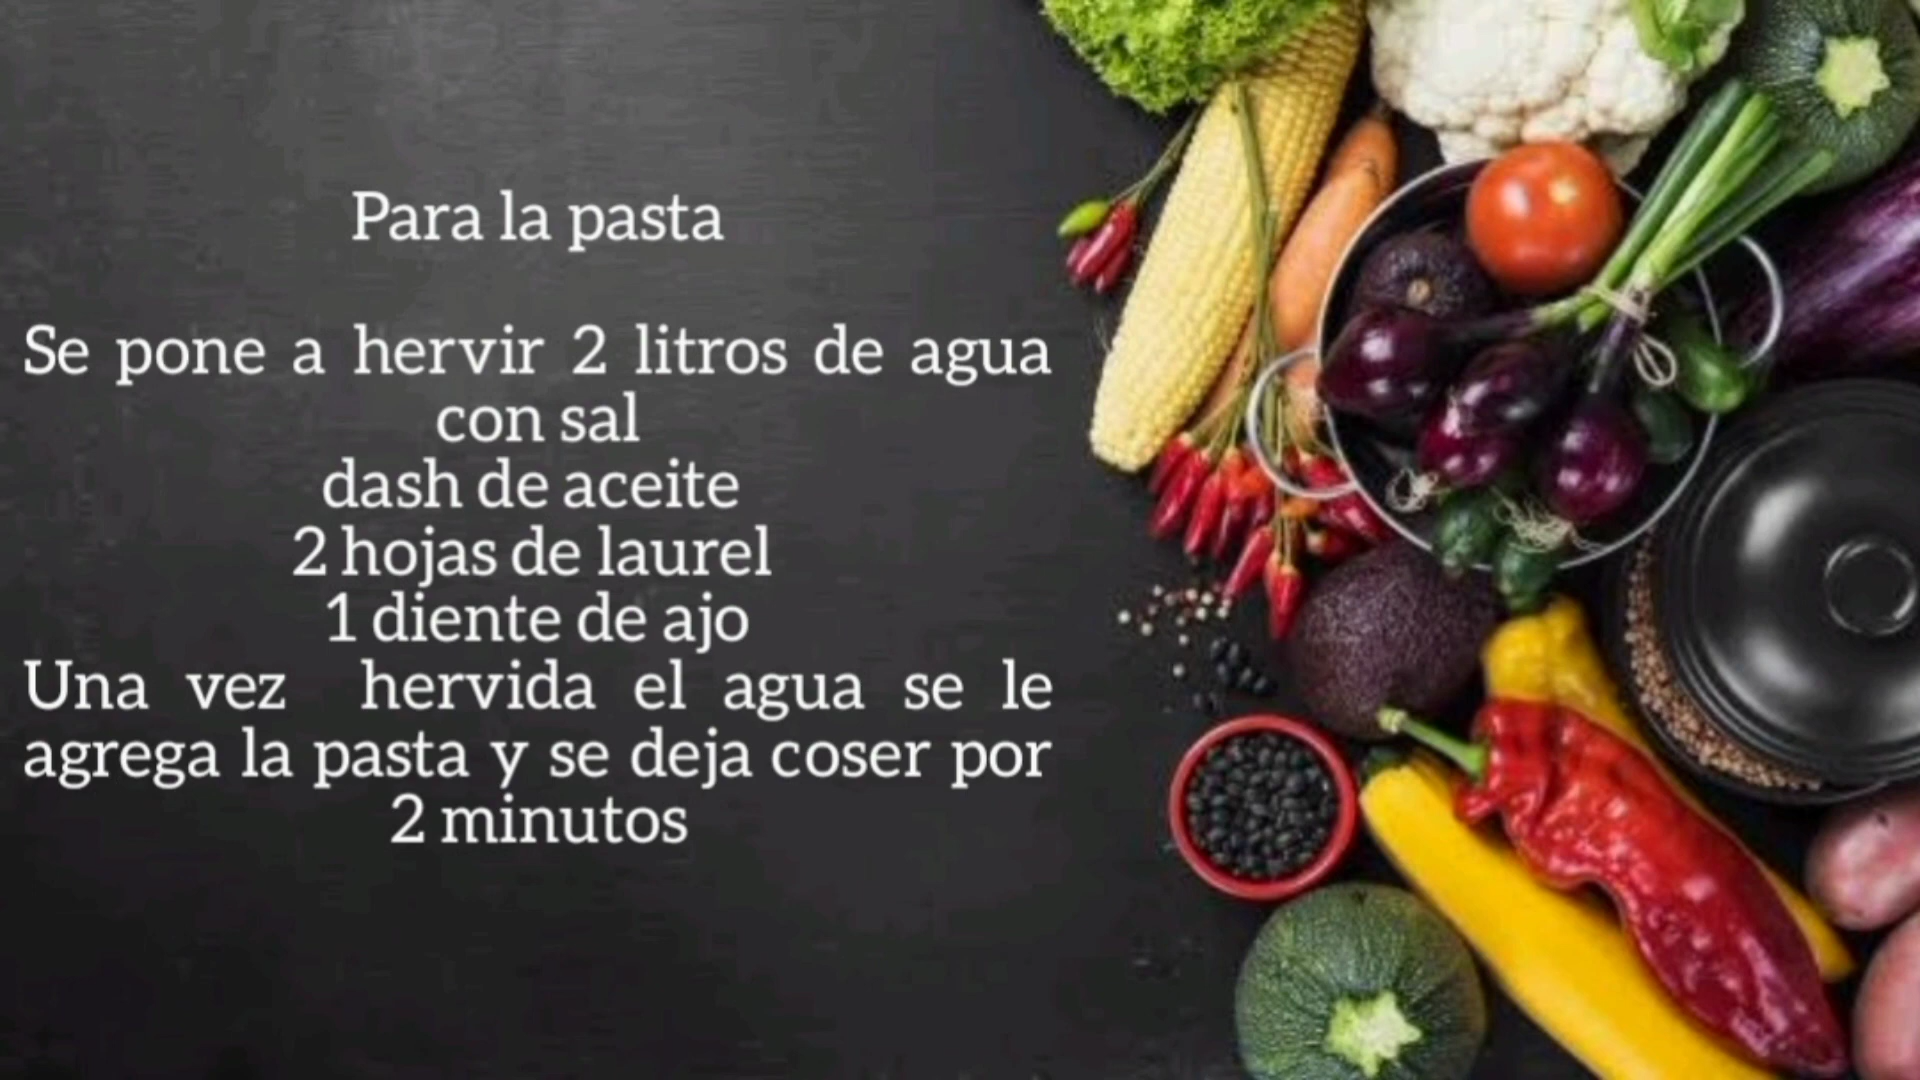 Para la pasta
Se pone a hervir 2 litros de agua
con sal
dash de aceite
2 hojas de laurel
1 diente de ajo
Una vez hervida el agua se le
agrega la pasta y se deja coser por
2 minutos